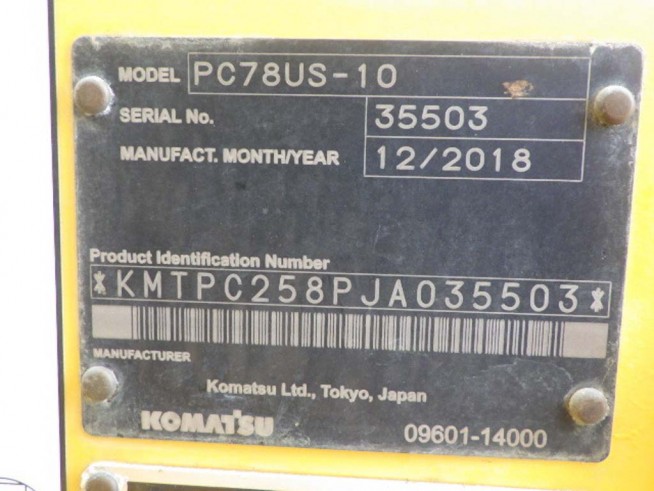 MODEL PC78US-10
SERIAL No. 35503
MANUFACT. MONTH/YEAR 12/2018
Product Identification Number
*KMTPC258PJA035503*
MANUFACTURER
Komatsu Ltd., Tokyo, Japan
KOMATSU
09601-14000